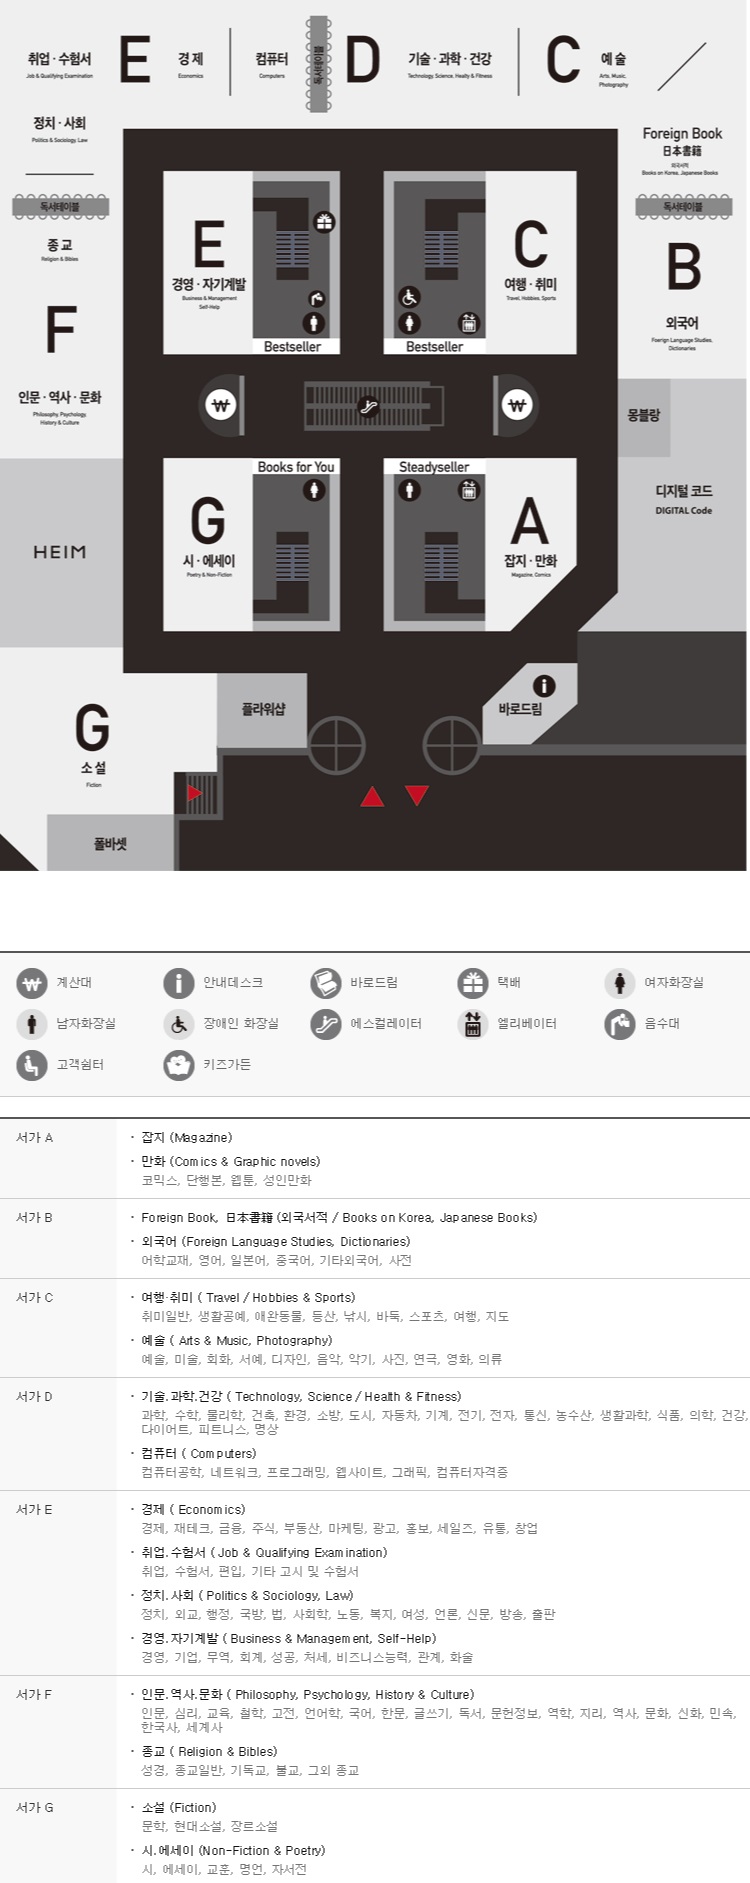 취업 · 수험서
Job & Qualifying Examination
E
경 제
Economics
컴퓨터
Computers
독서테이블
D
기술 · 과학 · 건강
Technology, Science, Healty & Fitness
C
예 술
Arts, Music,
Photography
정치 · 사회
Politics & Sociology, Law
Foreign Book
日本書籍
외국서적
Books on Korea, Japanese Books
독서테이블
종 교
Religion & Bibles
F
인문 · 역사 · 문화
Philosophy, Psychology,
History & Culture
E
경영 · 자기계발
Business & Management
Self-Help
Bestseller
C
여행 · 취미
Travel, Hobbies, Sports
Bestseller
독서테이블
B
외국어
Foerign Language Studies,
Dictionaries
몽블랑
디지털 코드
DIGITAL Code
HEIM
Books for You
G
시 · 에세이
Poetry & Non-Fiction
Steadyseller
A
잡지 · 만화
Magazine, Comics
G
소 설
Fiction
플라워샵
바로드림
폴바셋
계산대
안내데스크
바로드림
택배
여자화장실
남자화장실
장애인 화장실
에스컬레이터
엘리베이터
음수대
고객쉼터
키즈가든
서가 A
· 잡지 (Magazine)
· 만화 (Comics & Graphic novels)
코믹스, 단행본, 웹툰, 성인만화
서가 B
· Foreign Book, 日本書籍 (외국서적 / Books on Korea, Japanese Books)
· 외국어 (Foreign Language Studies, Dictionaries)
어학교재, 영어, 일본어, 중국어, 기타외국어, 사전
서가 C
· 여행·취미 ( Travel / Hobbies & Sports)
취미일반, 생활공예, 애완동물, 등산, 낚시, 바둑, 스포츠, 여행, 지도
· 예술 ( Arts & Music, Photography)
예술, 미술, 회화, 서예, 디자인, 음악, 악기, 사진, 연극, 영화, 의류
서가 D
· 기술.과학.건강 ( Technology, Science / Health & Fitness)
과학, 수학, 물리학, 건축, 환경, 소방, 도시, 자동차, 기계, 전기, 전자, 통신, 농수산, 생활과학, 식품, 의학, 건강,
다이어트, 피트니스, 명상
· 컴퓨터 ( Computers)
컴퓨터공학, 네트워크, 프로그래밍, 웹사이트, 그래픽, 컴퓨터자격증
서가 E
· 경제 ( Economics)
경제, 재테크, 금융, 주식, 부동산, 마케팅, 광고, 홍보, 세일즈, 유통, 창업
· 취업.수험서 ( Job & Qualifying Examination)
취업, 수험서, 편입, 기타 고시 및 수험서
· 정치.사회 ( Politics & Sociology, Law)
정치, 외교, 행정, 국방, 법, 사회학, 노동, 복지, 여성, 언론, 신문, 방송, 출판
· 경영.자기계발 ( Business & Management, Self-Help)
경영, 기업, 무역, 회계, 성공, 처세, 비즈니스능력, 관계, 화술
서가 F
· 인문.역사.문화 ( Philosophy, Psychology, History & Culture)
인문, 심리, 교육, 철학, 고전, 언어학, 국어, 한문, 글쓰기, 독서, 문헌정보, 역학, 지리, 역사, 문화, 신화, 민속,
한국사, 세계사
· 종교 ( Religion & Bibles)
성경, 종교일반, 기독교, 불교, 그외 종교
서가 G
· 소설 (Fiction)
문학, 현대소설, 장르소설
· 시.에세이 (Non-Fiction & Poetry)
시, 에세이, 교훈, 명언, 자서전